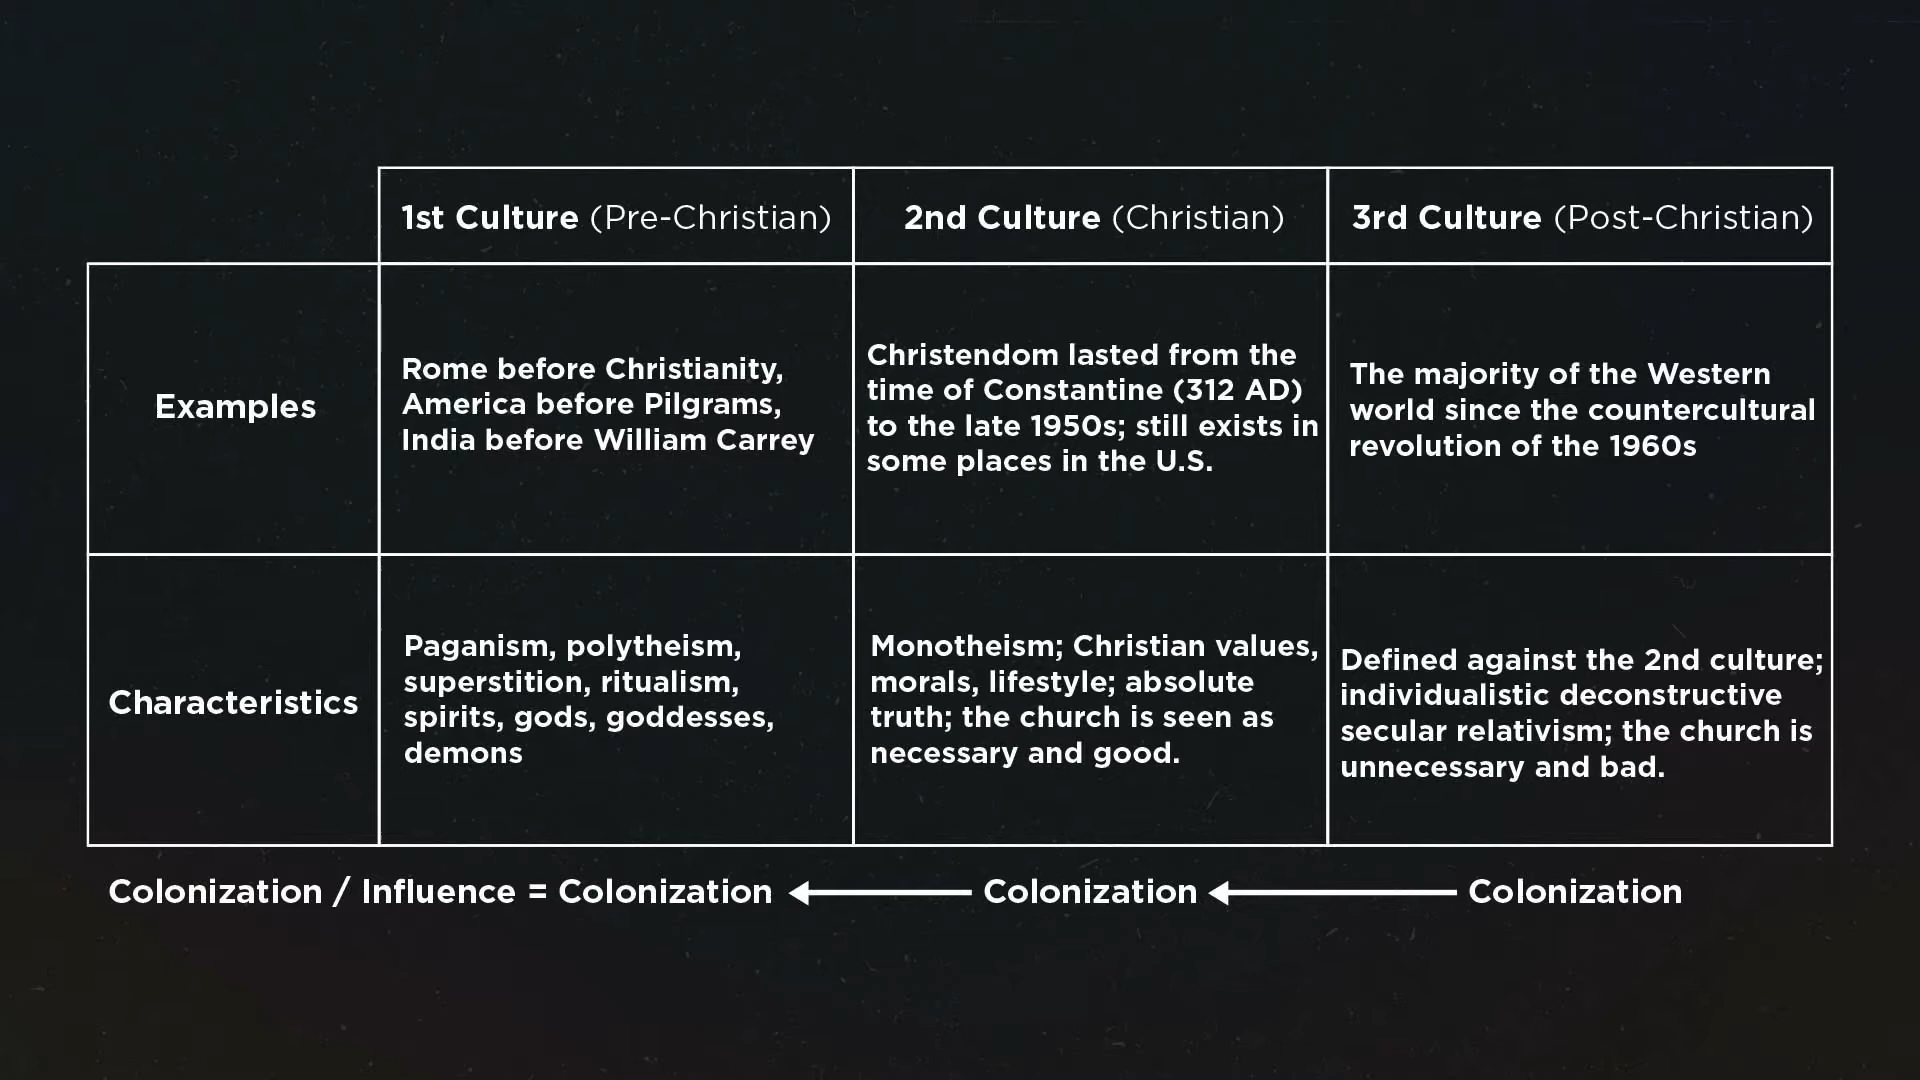 1st Culture (Pre-Christian)
2nd Culture (Christian)
3rd Culture (Post-Christian)
Examples
Rome before Christianity,
America before Pilgrams,
India before William Carrey
Christendom lasted from the
time of Constantine (312 AD)
to the late 1950s; still exists in
some places in the U.S.
The majority of the Western
world since the countercultural
revolution of the 1960s
Characteristics
Paganism, polytheism,
superstition, ritualism,
spirits, gods, goddesses,
demons
Monotheism; Christian values,
morals, lifestyle; absolute
truth; the church is seen as
necessary and good.
Defined against the 2nd culture;
individualistic deconstructive
secular relativism; the church is
unnecessary and bad.
Colonization / Influence = Colonization
Colonization
Colonization